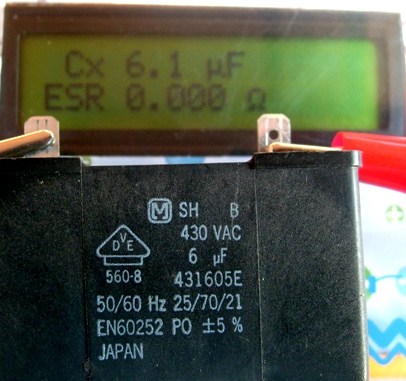 Cx 6.1 µF
ESR 0.000 Ω
M SH B
430 VAC
VDE
6 µF
560-8 431605E
50/60 Hz 25/70/21
EN60252 PO ±5 %
JAPAN